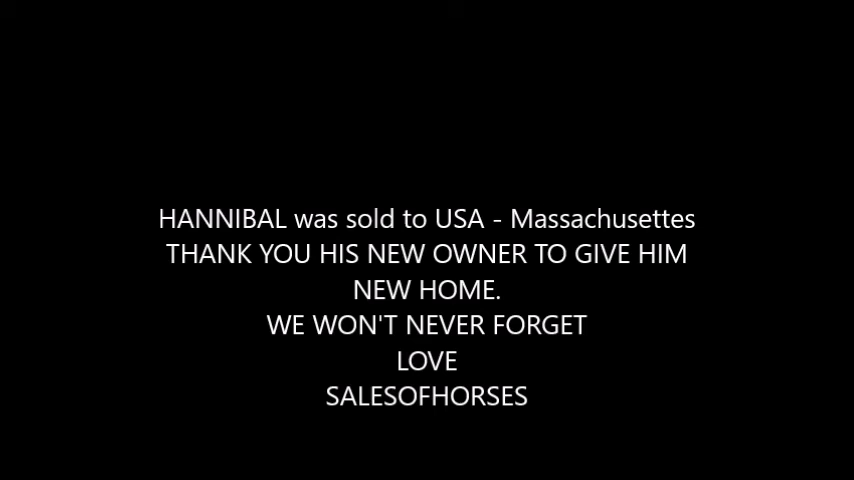 HANNIBAL was sold to USA - Massachusettes
THANK YOU HIS NEW OWNER TO GIVE HIM
NEW HOME.
WE WON'T NEVER FORGET
LOVE
SALESOFHORSES